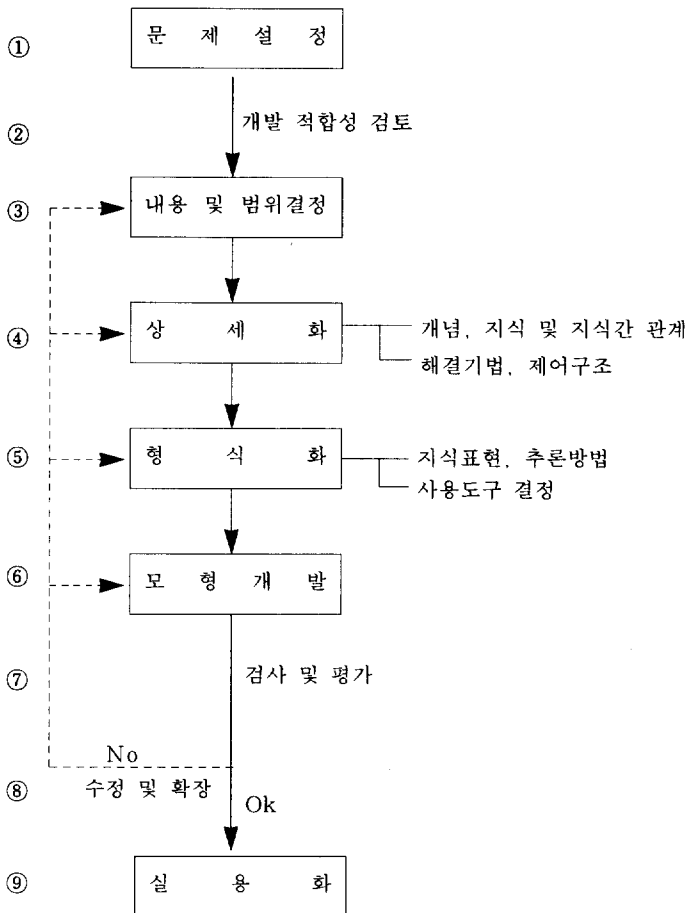 ① 문 제 설 정
② 개발 적합성 검토
③ 내용 및 범위결정
④ 상 세 화
개념, 지식 및 지식간 관계
해결기법, 제어구조
⑤ 형 식 화
지식표현, 추론방법
사용도구 결정
⑥ 모 형 개 발
⑦ 검사 및 평가
No
⑧ 수정 및 확장
Ok
⑨ 실 용 화